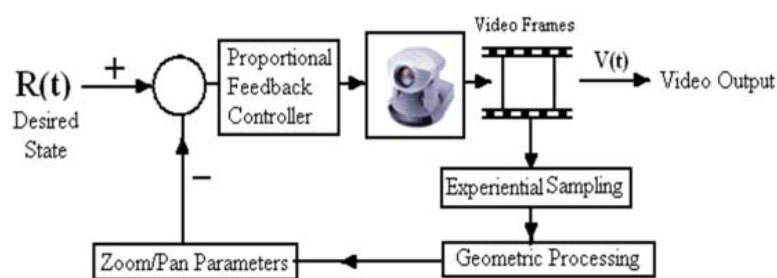 Video Frames
Proportional
Feedback
Controller
+
R(t)
Desired
State
V(t)
Video Output
−
Experiential Sampling
Geometric Processing
Zoom/Pan Parameters